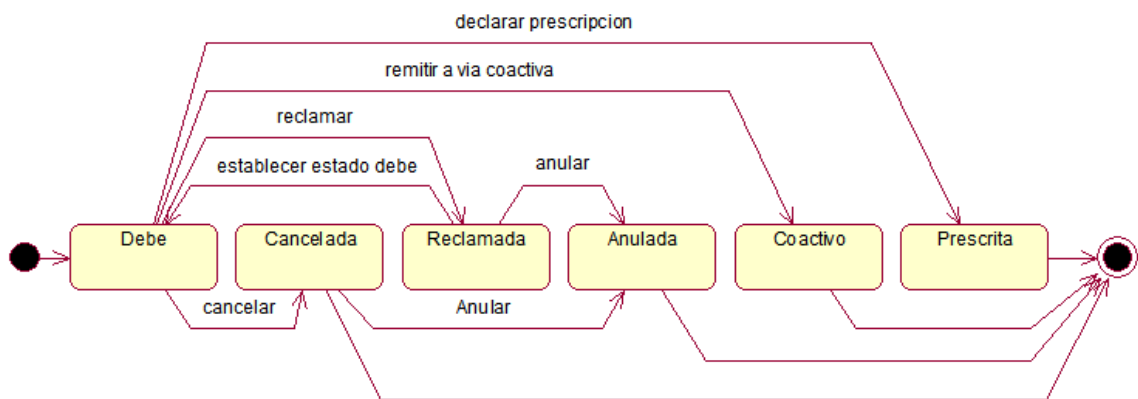 declarar prescripcion
remitir a via coactiva
reclamar
establecer estado debe
anular
Debe
Cancelada
Reclamada
Anulada
Coactivo
Prescrita
cancelar
Anular